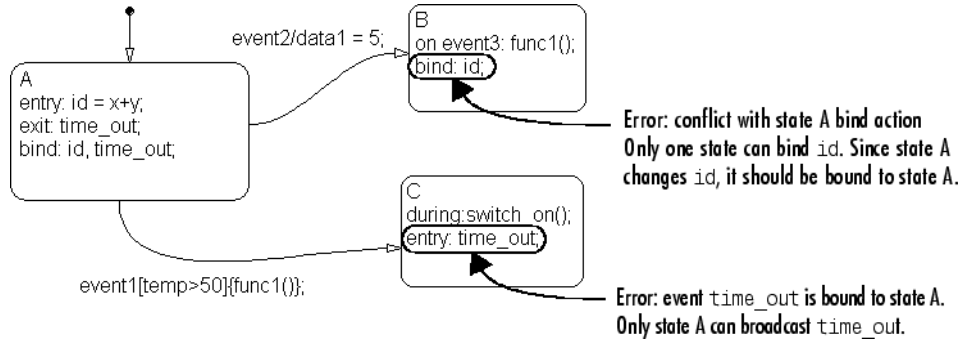 event2/data1 = 5;
B
on event3: func1();
bind: id;
A
entry: id = x+y;
exit: time_out;
bind: id, time_out;
Error: conflict with state A bind action
Only one state can bind id. Since state A
changes id, it should be bound to state A.
C
during:switch_on();
entry: time_out;
event1[temp>50]{func1()};
Error: event time_out is bound to state A.
Only state A can broadcast time_out.